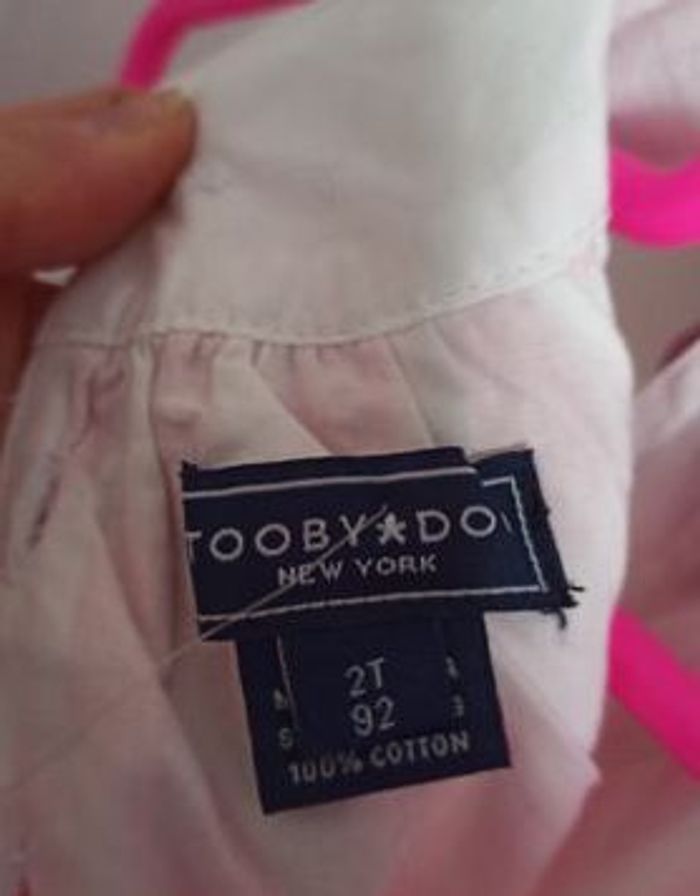 TOOBY★DO
NEW YORK
2T
92
100% COTTON